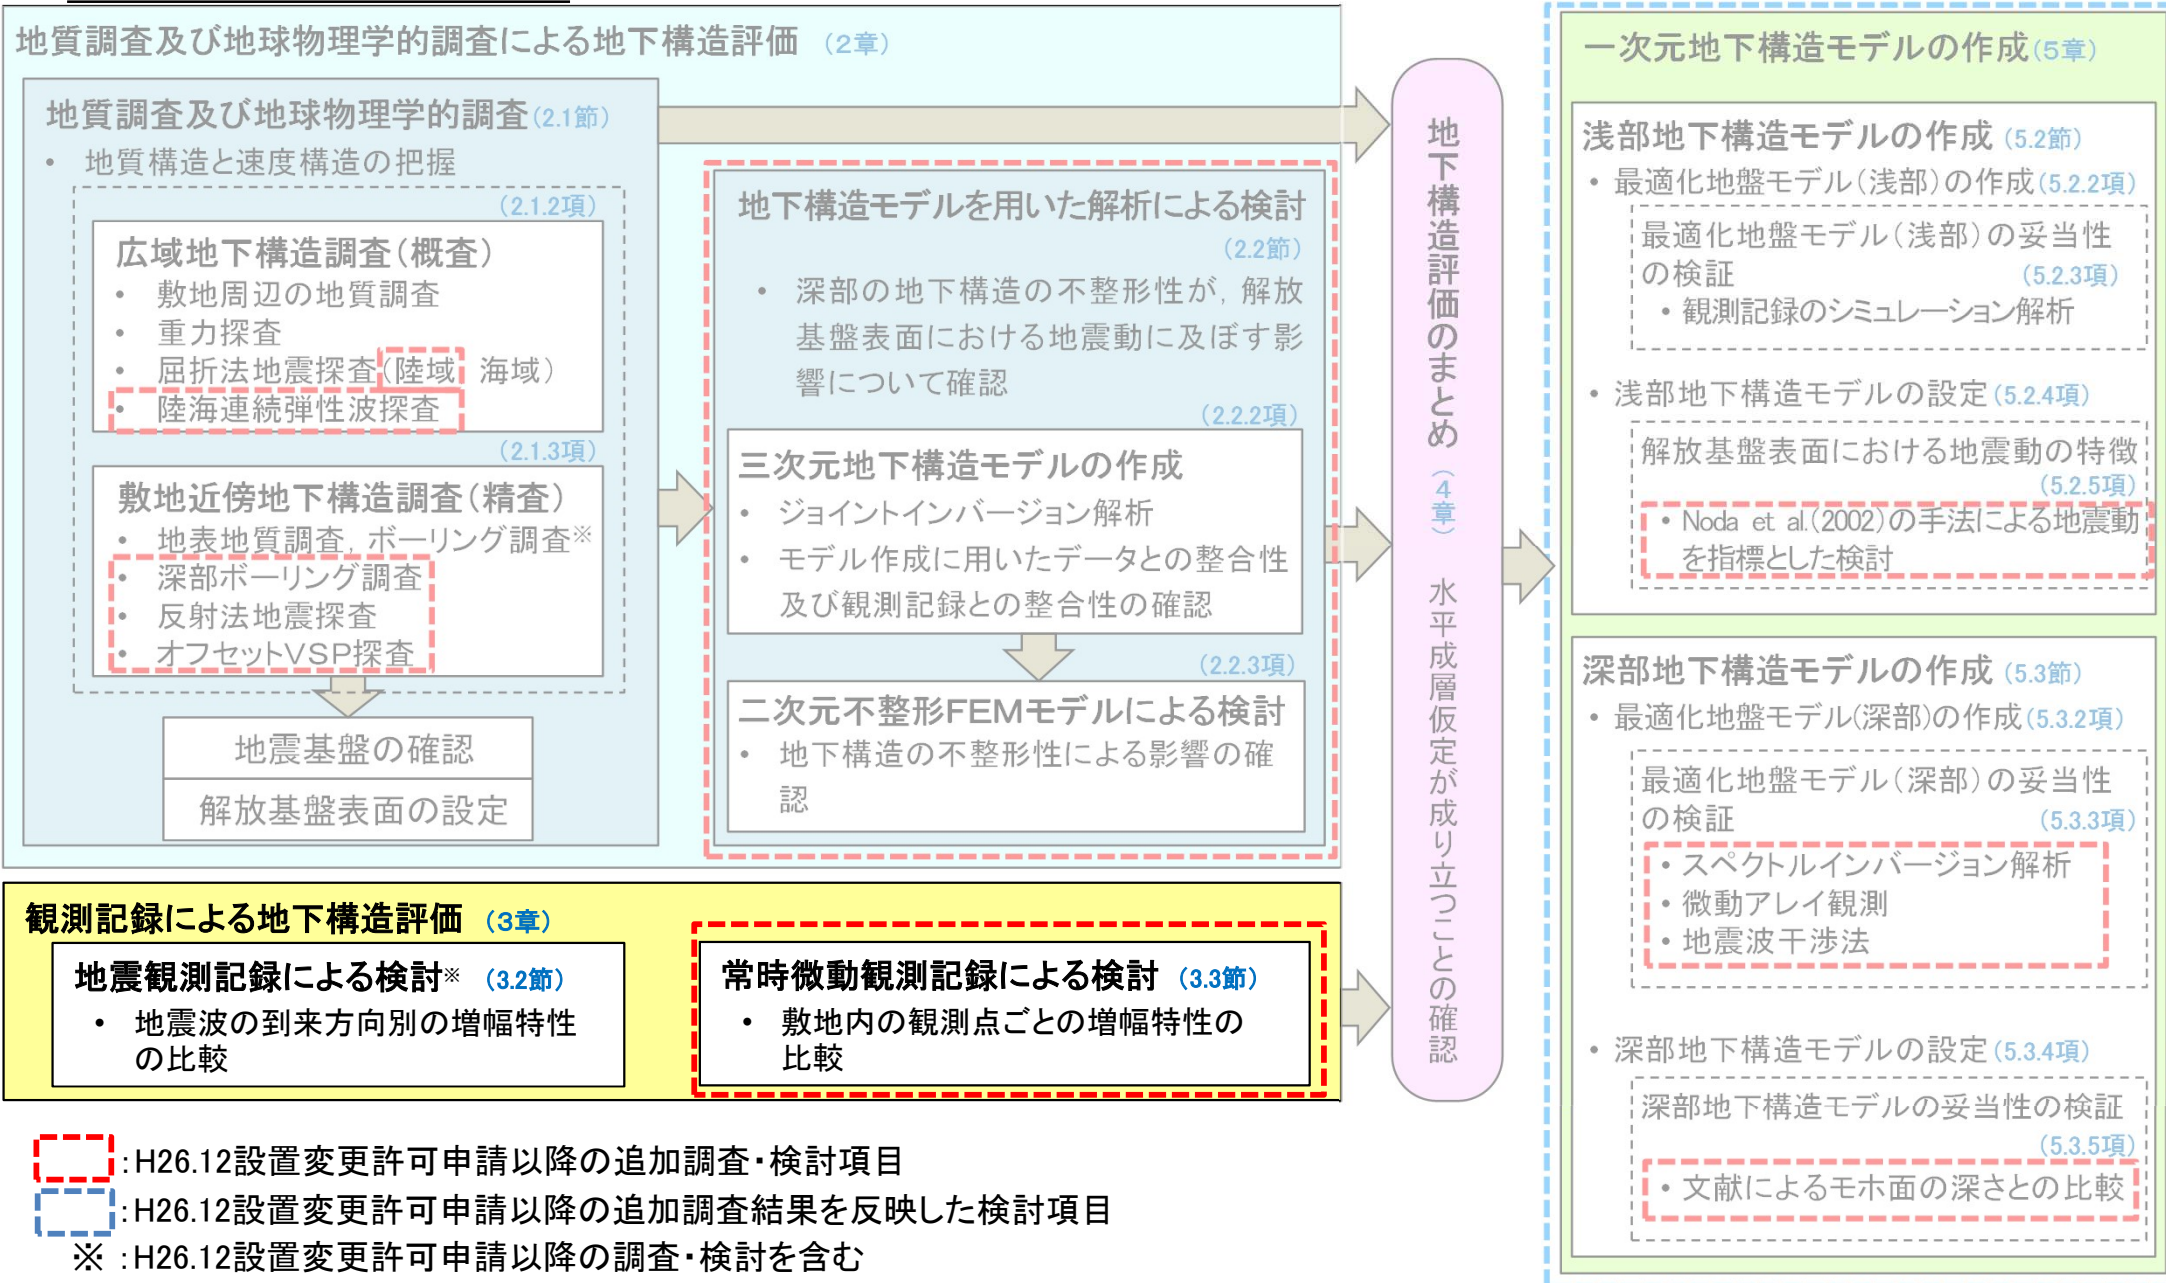 地質調査及び地球物理学的調査による地下構造評価 （2章）
地質調査及び地球物理学的調査(2.1節)
• 地質構造と速度構造の把握
(2.1.2項)
広域地下構造調査(概査)
• 敷地周辺の地質調査
• 重力探査
• 屈折法地震探査(陸域 海域)
• 陸海連続弾性波探査
(2.1.3項)
敷地近傍地下構造調査(精査)
• 地表地質調査, ボーリング調査※
• 深部ボーリング調査
• 反射法地震探査
• オフセットVSP探査
地震基盤の確認
解放基盤表面の設定
地下構造モデルを用いた解析による検討
(2.2節)
• 深部の地下構造の不整形性が, 解放
基盤表面における地震動に及ぼす影
響について確認
(2.2.2項)
三次元地下構造モデルの作成
• ジョイントインバージョン解析
• モデル作成に用いたデータとの整合性
及び観測記録との整合性の確認
(2.2.3項)
二次元不整形FEMモデルによる検討
• 地下構造の不整形性による影響の確
認
観測記録による地下構造評価 （3章）
地震観測記録による検討※ （3.2節）
• 地震波の到来方向別の増幅特性
の比較
常時微動観測記録による検討 （3.3節）
• 敷地内の観測点ごとの増幅特性の
比較
地下構造評価のまとめ（4章） 水平成層仮定が成り立つことの確認
一次元地下構造モデルの作成(5章)
浅部地下構造モデルの作成 (5.2節)
• 最適化地盤モデル(浅部)の作成(5.2.2項)
最適化地盤モデル(浅部)の妥当性
の検証 (5.2.3項)
• 観測記録のシミュレーション解析
• 浅部地下構造モデルの設定(5.2.4項)
解放基盤表面における地震動の特徴
(5.2.5項)
• Noda et al.(2002)の手法による地震動
を指標とした検討
深部地下構造モデルの作成 (5.3節)
• 最適化地盤モデル(深部)の作成(5.3.2項)
最適化地盤モデル(深部)の妥当性
の検証 (5.3.3項)
• スペクトルインバージョン解析
• 微動アレイ観測
• 地震波干渉法
• 深部地下構造モデルの設定(5.3.4項)
深部地下構造モデルの妥当性の検証
(5.3.5項)
• 文献によるモホ面の深さとの比較
:H26.12設置変更許可申請以降の追加調査・検討項目
:H26.12設置変更許可申請以降の追加調査結果を反映した検討項目
※ :H26.12設置変更許可申請以降の調査・検討を含む